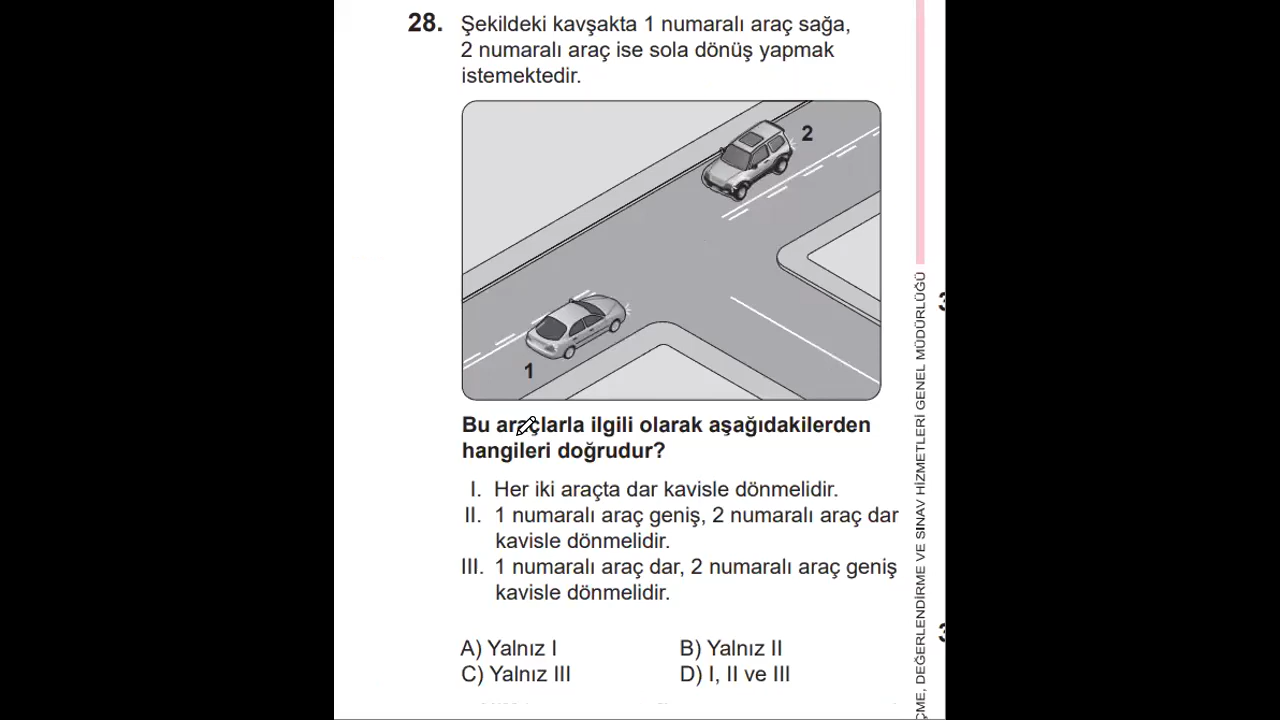 28. Şekildeki kavşakta 1 numaralı araç sağa,
2 numaralı araç ise sola dönüş yapmak
istemektedir.
2
1
Bu araçlarla ilgili olarak aşağıdakilerden
hangileri doğrudur?
I. Her iki araçta dar kavisle dönmelidir.
II. 1 numaralı araç geniş, 2 numaralı araç dar
kavisle dönmelidir.
III. 1 numaralı araç dar, 2 numaralı araç geniş
kavisle dönmelidir.
A) Yalnız I
B) Yalnız II
C) Yalnız III
D) I, II ve III
ÇME, DEĞERLENDİRME VE SINAV HİZMETLERİ GENEL MÜDÜRLÜĞÜ